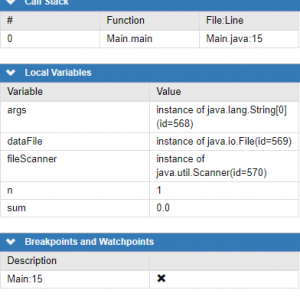 Call Stack
# Function File:Line
0 Main.main Main.java:15
Local Variables
Variable Value
args instance of java.lang.String[0]
(id=568)
dataFile instance of java.io.File(id=569)
fileScanner instance of
java.util.Scanner(id=570)
n 1
sum 0.0
Breakpoints and Watchpoints
Description
Main:15 ✖